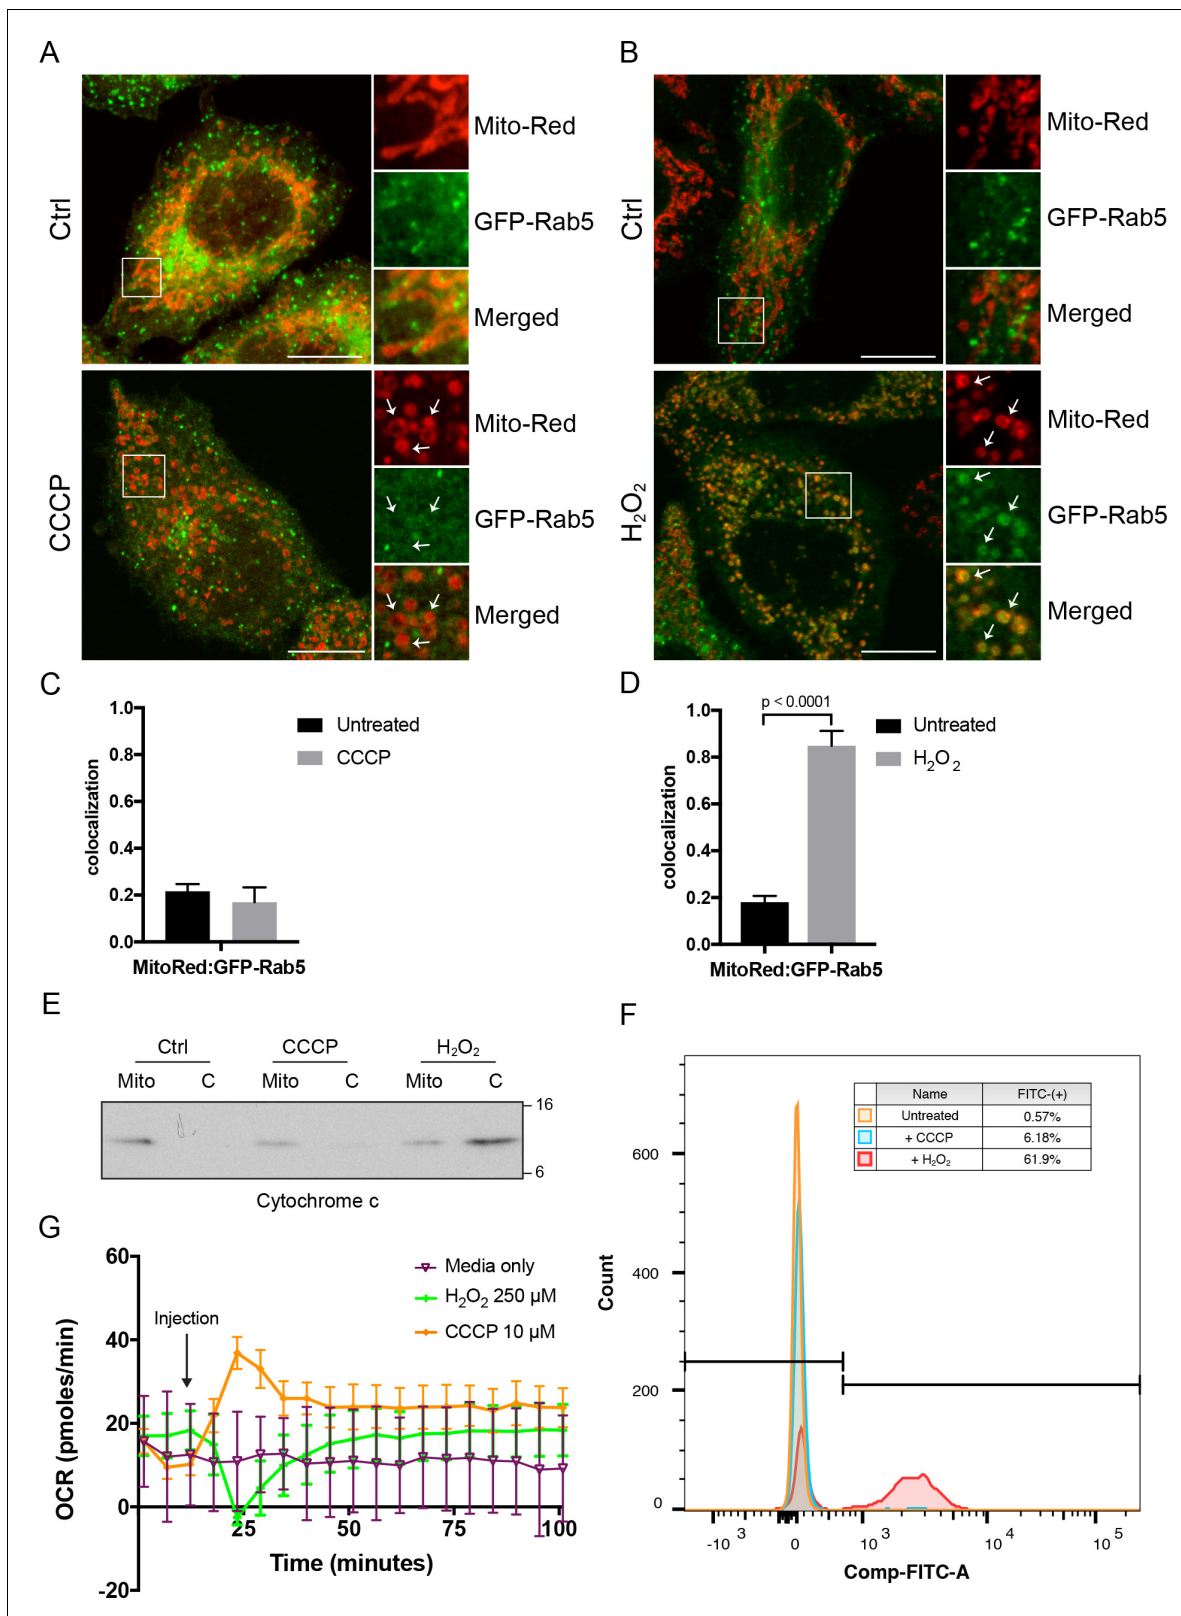 A
Ctrl
Mito-Red
GFP-Rab5
Merged
CCCP
Mito-Red
GFP-Rab5
Merged
B
Ctrl
Mito-Red
GFP-Rab5
Merged
H2O2
Mito-Red
GFP-Rab5
Merged
C
1.0
0.8
0.6
0.4
0.2
0.0
colocalization
Untreated
CCCP
MitoRed:GFP-Rab5
D
p < 0.0001
1.0
0.8
0.6
0.4
0.2
0.0
colocalization
Untreated
H2O2
MitoRed:GFP-Rab5
E
Ctrl CCCP H2O2
Mito C Mito C Mito C
16
6
Cytochrome c
F
Name FITC-(+)
Untreated 0.57%
+ CCCP 6.18%
+ H2O2 61.9%
600
400
200
0
Count
-10 3 0 10 3 10 4 10 5
Comp-FITC-A
G
60
40
20
0
-20
OCR (pmoles/min)
Injection
Media only
H2O2 250 µM
CCCP 10 µM
25 50 75 100
Time (minutes)